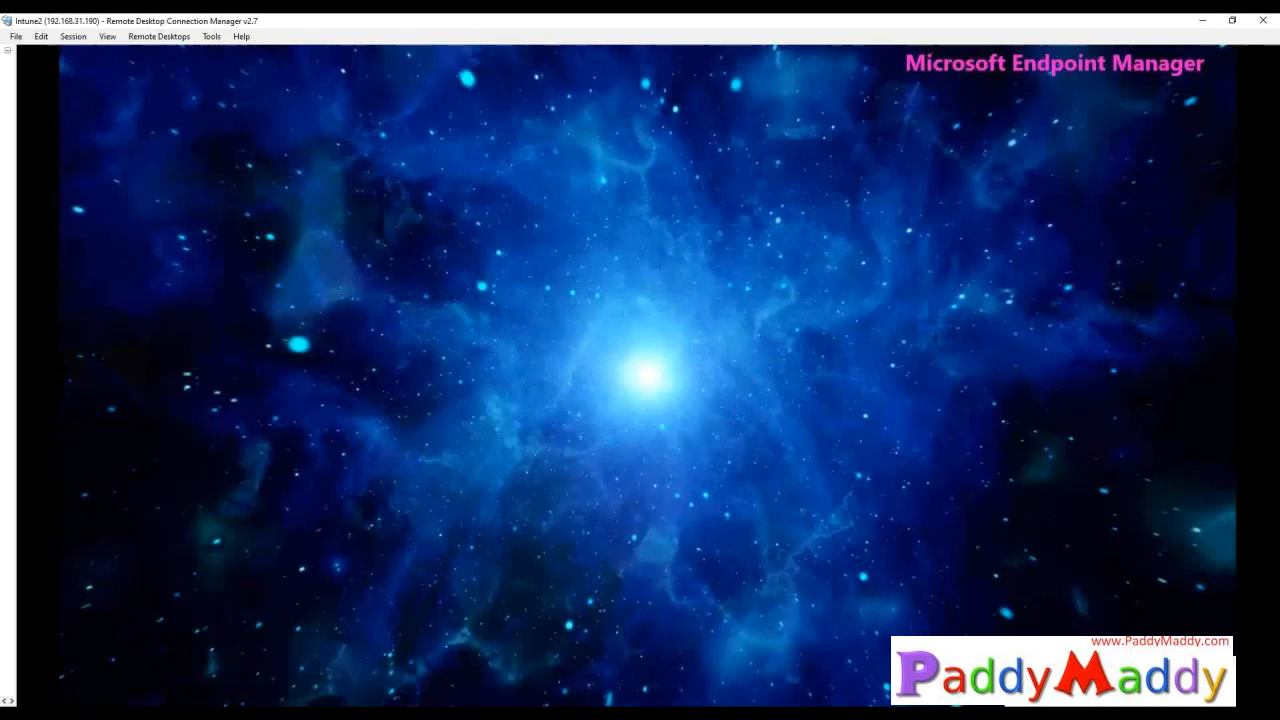 Intune2 (192.168.31.190) - Remote Desktop Connection Manager v2.7
File Edit Session View Remote Desktops Tools Help
Microsoft Endpoint Manager
www.PaddyMaddy.com
PaddyMaddy